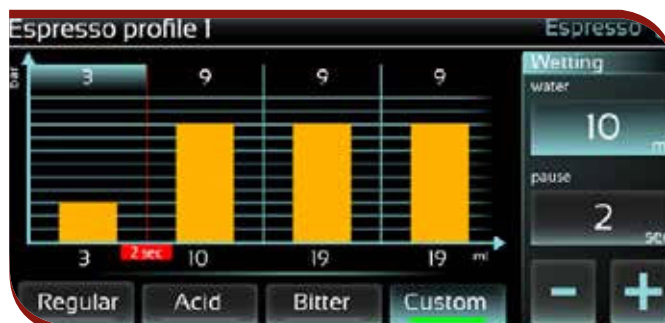 Espresso profile 1
Espresso
bar
3 9 9 9
3 2 sec 10 19 19 ml
Regular Acid Bitter Custom
Wetting
water
10
m
pause
2
sec
- +